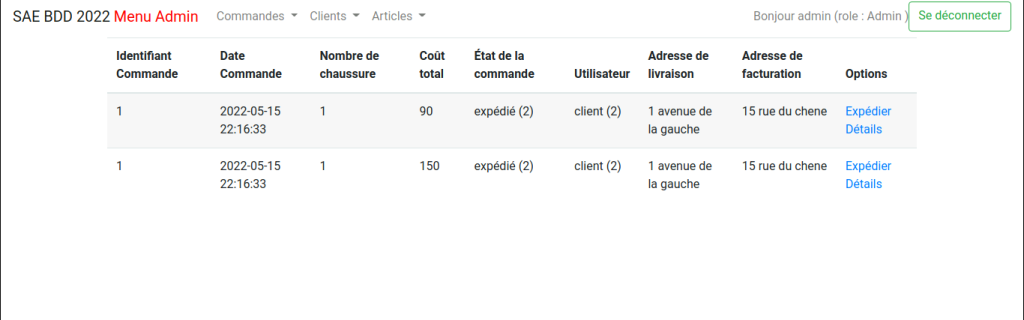 SAE BDD 2022 Menu Admin Commandes Clients Articles Bonjour admin (role : Admin ) Se déconnecter
Identifiant Commande Date Commande Nombre de chaussure Coût total État de la commande Utilisateur Adresse de livraison Adresse de facturation Options
1 2022-05-15 22:16:33 1 90 expédié (2) client (2) 1 avenue de la gauche 15 rue du chene Expédier Détails
1 2022-05-15 22:16:33 1 150 expédié (2) client (2) 1 avenue de la gauche 15 rue du chene Expédier Détails